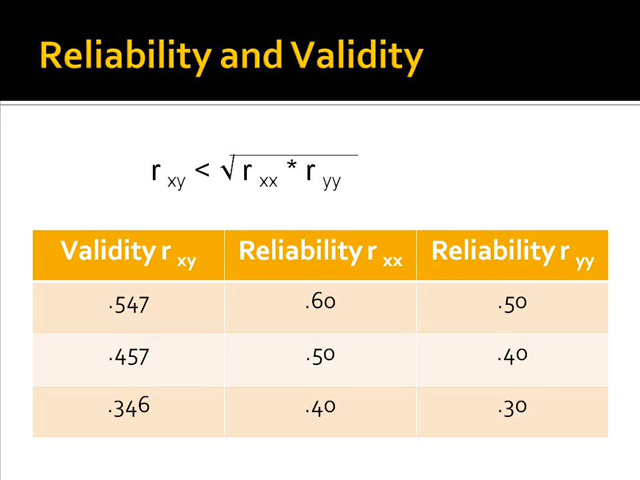 Reliability and Validity
r xy < √ r xx * r yy
Validity r xy Reliability r xx Reliability r yy
.547 .60 .50
.457 .50 .40
.346 .40 .30